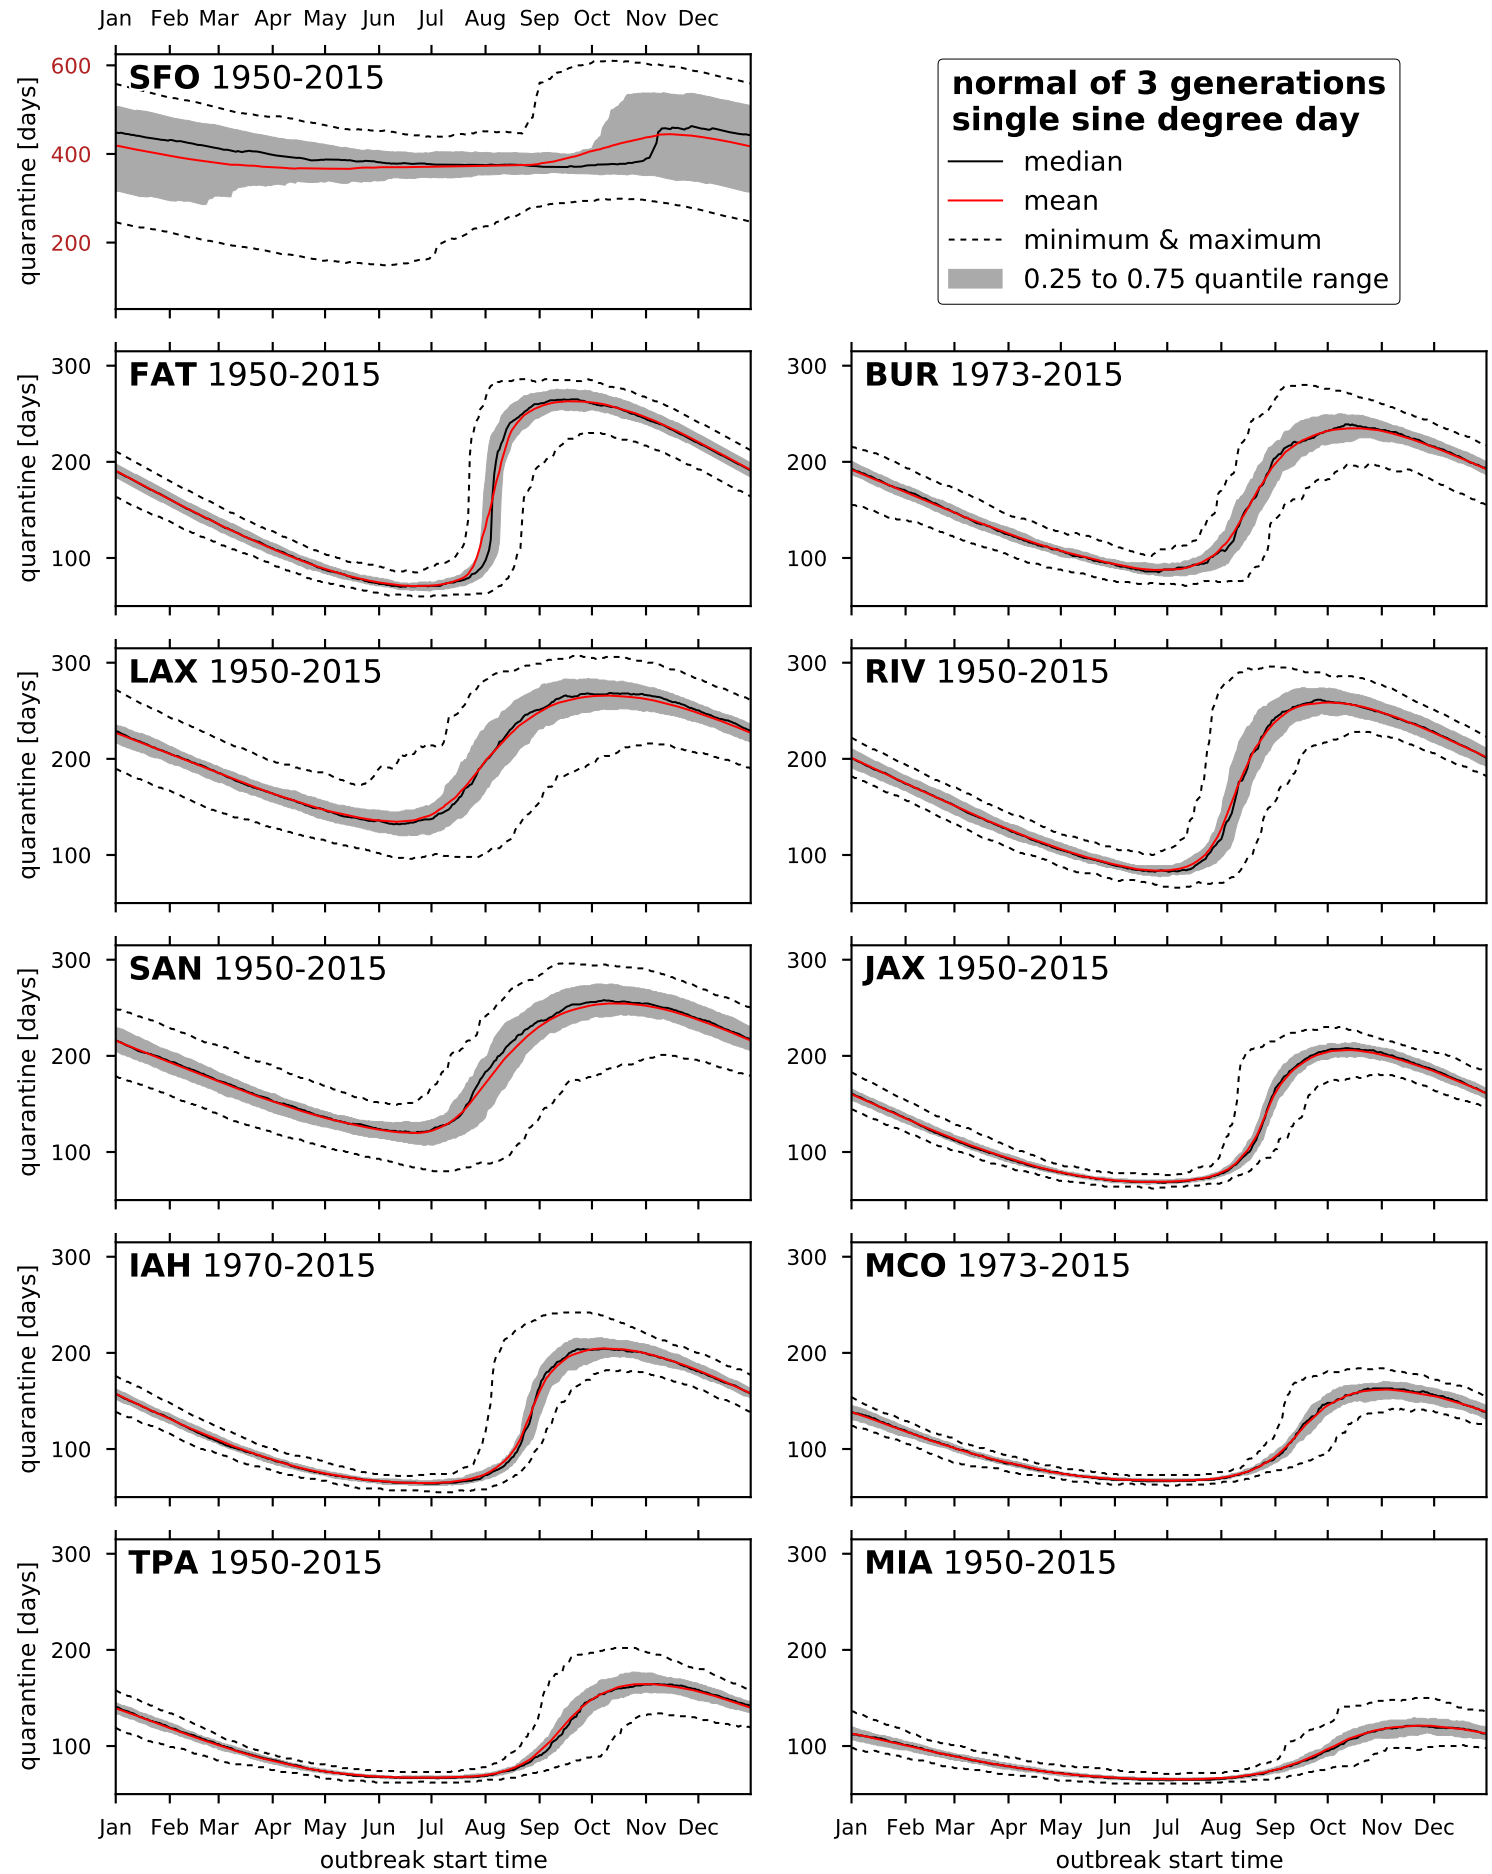 Jan Feb Mar Apr May Jun Jul Aug Sep Oct Nov Dec
SFO 1950-2015
600
400
200
quarantine [days]
normal of 3 generations
single sine degree day
median
mean
minimum & maximum
0.25 to 0.75 quantile range
FAT 1950-2015
300
200
100
quarantine [days]
BUR 1973-2015
300
200
100
LAX 1950-2015
300
200
100
quarantine [days]
RIV 1950-2015
300
200
100
SAN 1950-2015
300
200
100
quarantine [days]
JAX 1950-2015
300
200
100
IAH 1970-2015
300
200
100
quarantine [days]
MCO 1973-2015
300
200
100
TPA 1950-2015
300
200
100
quarantine [days]
Jan Feb Mar Apr May Jun Jul Aug Sep Oct Nov Dec
outbreak start time
MIA 1950-2015
300
200
100
Jan Feb Mar Apr May Jun Jul Aug Sep Oct Nov Dec
outbreak start time